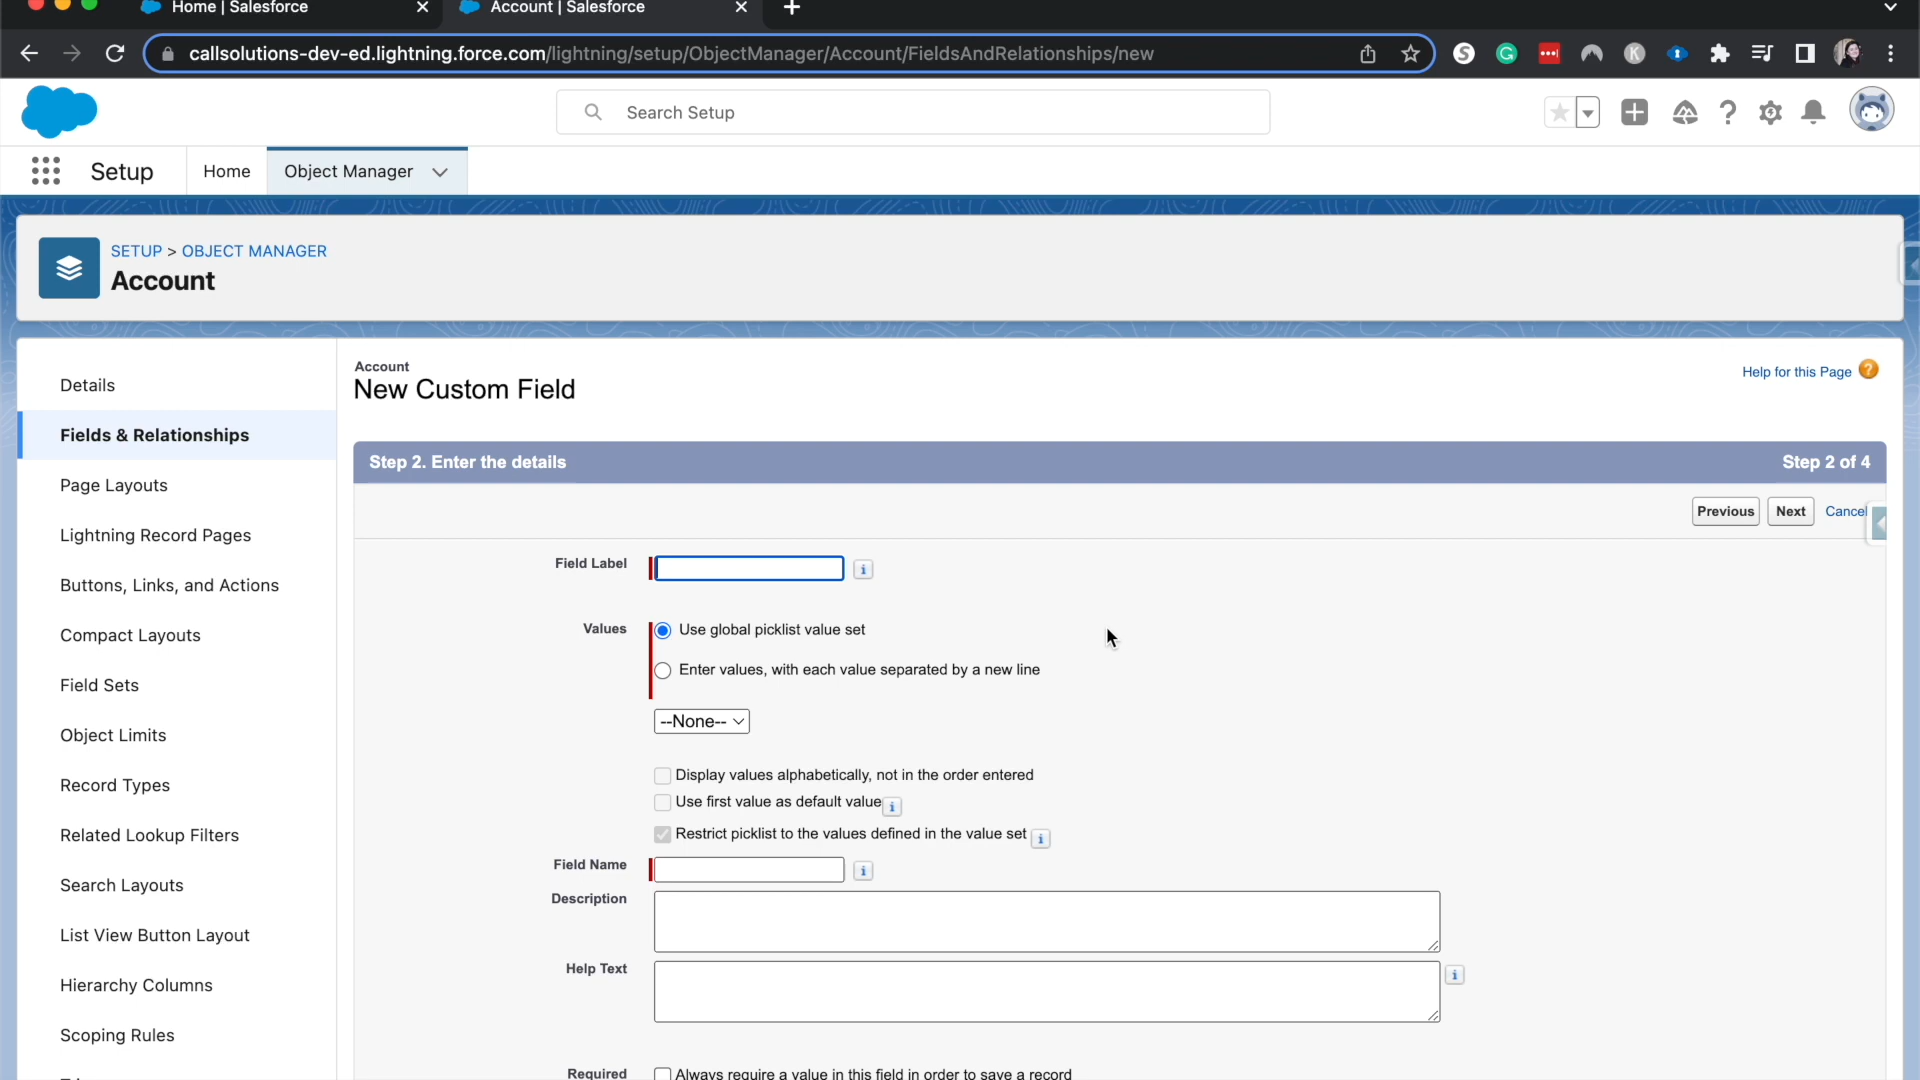 Home | Salesforce
Account | Salesforce
callsolutions-dev-ed.lightning.force.com/lightning/setup/ObjectManager/Account/FieldsAndRelationships/new
Search Setup
Setup
Home
Object Manager
SETUP > OBJECT MANAGER
Account
Details
Fields & Relationships
Page Layouts
Lightning Record Pages
Buttons, Links, and Actions
Compact Layouts
Field Sets
Object Limits
Record Types
Related Lookup Filters
Search Layouts
List View Button Layout
Hierarchy Columns
Scoping Rules
Account
New Custom Field
Help for this Page
Step 2. Enter the details
Step 2 of 4
Previous
Next
Cancel
Field Label
Values
Use global picklist value set
Enter values, with each value separated by a new line
--None--
Display values alphabetically, not in the order entered
Use first value as default value
Restrict picklist to the values defined in the value set
Field Name
Description
Help Text
Required
Always require a value in this field in order to save a record